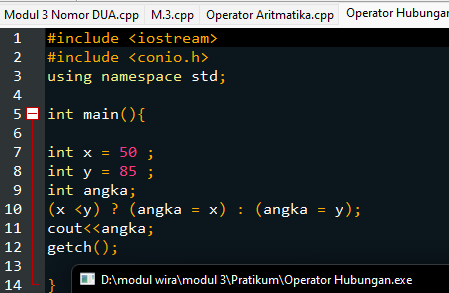 Modul 3 Nomor DUA.cpp M.3.cpp Operator Aritmatika.cpp Operator Hubungan
1 #include <iostream>
2 #include <conio.h>
3 using namespace std;
4
5 int main(){
6
7 int x = 50 ;
8 int y = 85 ;
9 int angka;
10 (x <y) ? (angka = x) : (angka = y);
11 cout<<angka;
12 getch();
13
D:\modul wira\modul 3\Pratikum\Operator Hubungan.exe
14 }